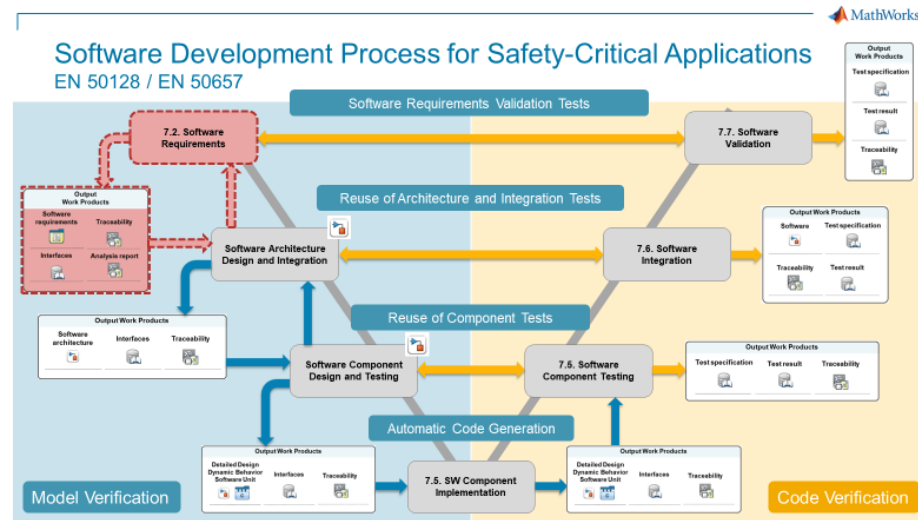 MathWorks
Software Development Process for Safety-Critical Applications
EN 50128 / EN 50657
Output
Work Products
Test specification
Test result
Traceability
Software Requirements Validation Tests
7.2. Software
Requirements
7.7. Software
Validation
Output
Work Products
Software
requirements
Traceability
Interfaces
Analysis report
Reuse of Architecture and Integration Tests
Software Architecture
Design and Integration
7.6. Software
Integration
Output Work Products
Software
Test specification
Traceability
Test result
Output Work Products
Software
architecture
Interfaces
Traceability
Reuse of Component Tests
Software Component
Design and Testing
7.5. Software
Component Testing
Output Work Products
Test specification
Test result
Traceability
Automatic Code Generation
Output Work Products
Detailed Design
Dynamic Behavior
Software Unit
Interfaces
Traceability
7.5. SW Component
Implementation
Output Work Products
Detailed Design
Dynamic Behavior
Software Unit
Interfaces
Traceability
Model Verification
Code Verification